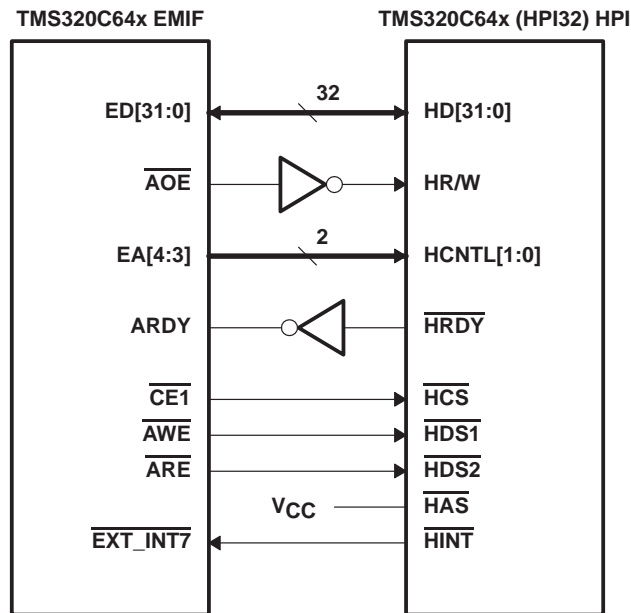 TMS320C64x EMIF TMS320C64x (HPI32) HPI
ED[31:0] 32 HD[31:0]
AOE HR/W
EA[4:3] 2 HCNTL[1:0]
ARDY HRDY
CE1 HCS
AWE HDS1
ARE HDS2
VCC HAS
EXT_INT7 HINT